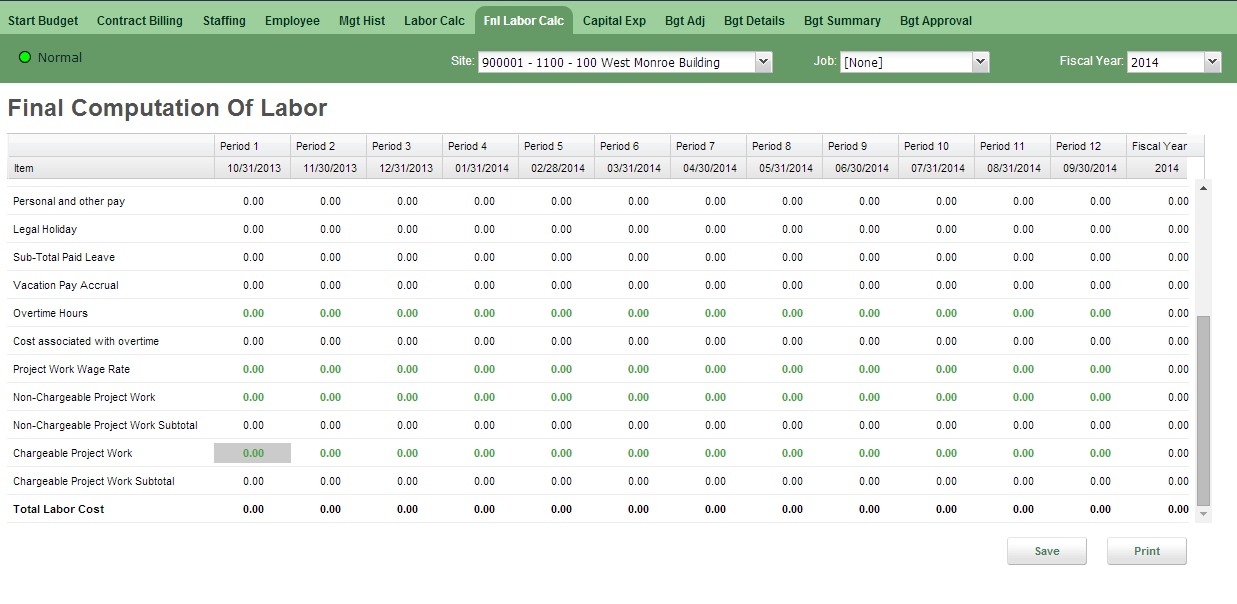 Start Budget Contract Billing Staffing Employee Mgt Hist Labor Calc Fnl Labor Calc Capital Exp Bgt Adj Bgt Details Bgt Summary Bgt Approval
Normal Site: 900001 - 1100 - 100 West Monroe Building Job: [None] Fiscal Year: 2014
Final Computation Of Labor
Period 1 Period 2 Period 3 Period 4 Period 5 Period 6 Period 7 Period 8 Period 9 Period 10 Period 11 Period 12 Fiscal Year
Item 10/31/2013 11/30/2013 12/31/2013 01/31/2014 02/28/2014 03/31/2014 04/30/2014 05/31/2014 06/30/2014 07/31/2014 08/31/2014 09/30/2014 2014
Personal and other pay 0.00 0.00 0.00 0.00 0.00 0.00 0.00 0.00 0.00 0.00 0.00 0.00 0.00
Legal Holiday 0.00 0.00 0.00 0.00 0.00 0.00 0.00 0.00 0.00 0.00 0.00 0.00 0.00
Sub-Total Paid Leave 0.00 0.00 0.00 0.00 0.00 0.00 0.00 0.00 0.00 0.00 0.00 0.00 0.00
Vacation Pay Accrual 0.00 0.00 0.00 0.00 0.00 0.00 0.00 0.00 0.00 0.00 0.00 0.00 0.00
Overtime Hours 0.00 0.00 0.00 0.00 0.00 0.00 0.00 0.00 0.00 0.00 0.00 0.00 0.00
Cost associated with overtime 0.00 0.00 0.00 0.00 0.00 0.00 0.00 0.00 0.00 0.00 0.00 0.00 0.00
Project Work Wage Rate 0.00 0.00 0.00 0.00 0.00 0.00 0.00 0.00 0.00 0.00 0.00 0.00 0.00
Non-Chargeable Project Work 0.00 0.00 0.00 0.00 0.00 0.00 0.00 0.00 0.00 0.00 0.00 0.00 0.00
Non-Chargeable Project Work Subtotal 0.00 0.00 0.00 0.00 0.00 0.00 0.00 0.00 0.00 0.00 0.00 0.00 0.00
Chargeable Project Work 0.00 0.00 0.00 0.00 0.00 0.00 0.00 0.00 0.00 0.00 0.00 0.00 0.00
Chargeable Project Work Subtotal 0.00 0.00 0.00 0.00 0.00 0.00 0.00 0.00 0.00 0.00 0.00 0.00 0.00
Total Labor Cost 0.00 0.00 0.00 0.00 0.00 0.00 0.00 0.00 0.00 0.00 0.00 0.00 0.00
Save Print